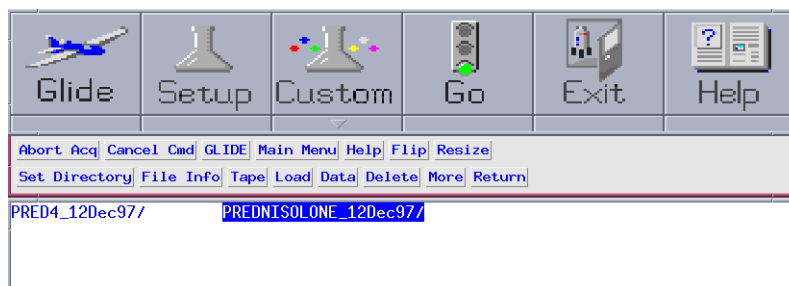 Glide Setup Custom Go Exit Help
Abort Acq Cancel Cmd GLIDE Main Menu Help Flip Resize
Set Directory File Info Tape Load Data Delete More Return
PRED4_12Dec97/ PREDNISOLONE_12Dec97/